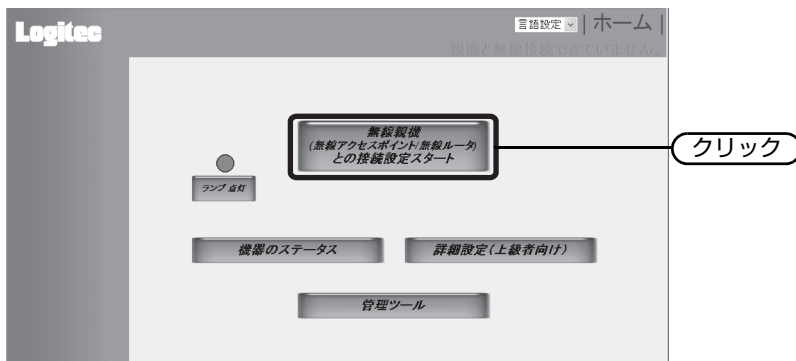 Logitec
言語設定 | ホーム |
親機と無線接続できていません。
無線親機
(無線アクセスポイント/無線ルータ)
との接続設定スタート
クリック
ランプ 点灯
機器のステータス
詳細設定(上級者向け)
管理ツール